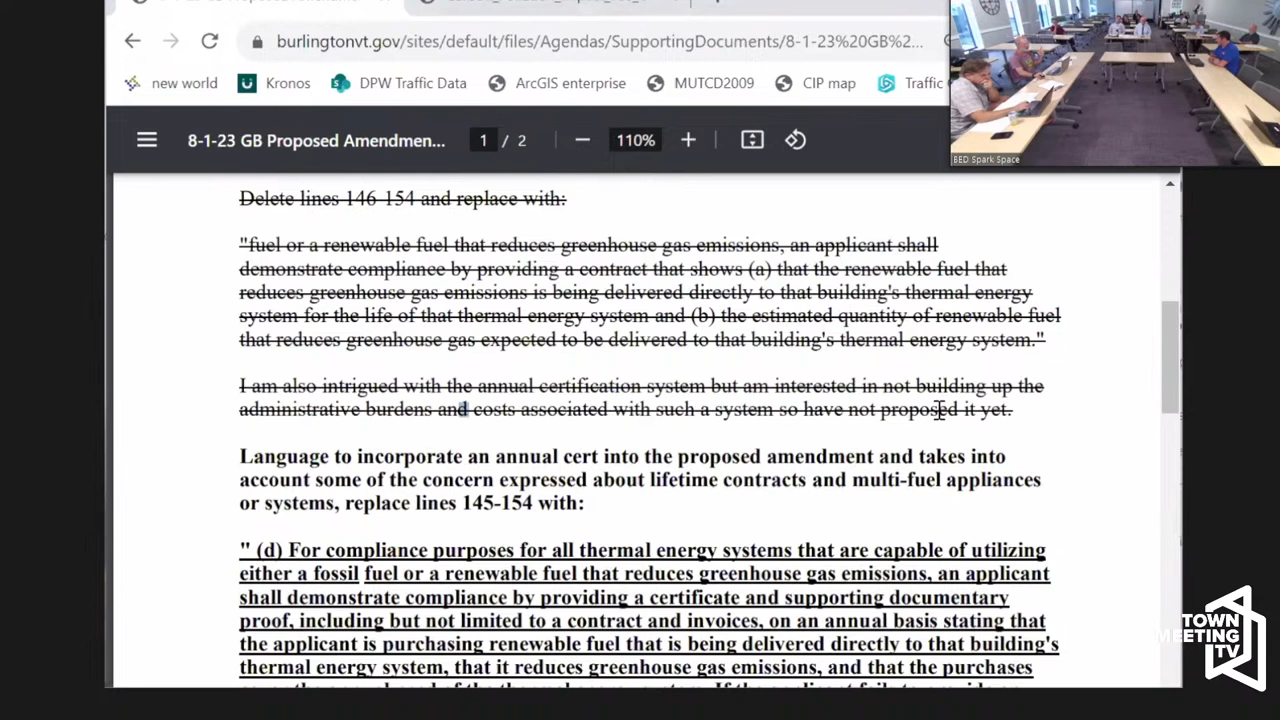 burlingtonvt.gov/sites/default/files/Agendas/SupportingDocuments/8-1-23%20GB%2...
new world Kronos DPW Traffic Data ArcGIS enterprise MUTCD2009 CIP map Traffic
8-1-23 GB Proposed Amendmen... 1 / 2 110%
BED Spark Space
Delete lines 146-154 and replace with:
"fuel or a renewable fuel that reduces greenhouse gas emissions, an applicant shall
demonstrate compliance by providing a contract that shows (a) that the renewable fuel that
reduces greenhouse gas emissions is being delivered directly to that building's thermal energy
system for the life of that thermal energy system and (b) the estimated quantity of renewable fuel
that reduces greenhouse gas expected to be delivered to that building's thermal energy system."
I am also intrigued with the annual certification system but am interested in not building up the
administrative burdens and costs associated with such a system so have not proposed it yet.
Language to incorporate an annual cert into the proposed amendment and takes into
account some of the concern expressed about lifetime contracts and multi-fuel appliances
or systems, replace lines 145-154 with:
" (d) For compliance purposes for all thermal energy systems that are capable of utilizing
either a fossil fuel or a renewable fuel that reduces greenhouse gas emissions, an applicant
shall demonstrate compliance by providing a certificate and supporting documentary
proof, including but not limited to a contract and invoices, on an annual basis stating that
the applicant is purchasing renewable fuel that is being delivered directly to that building's
thermal energy system, that it reduces greenhouse gas emissions, and that the purchases
TOWN
MEETING
TV